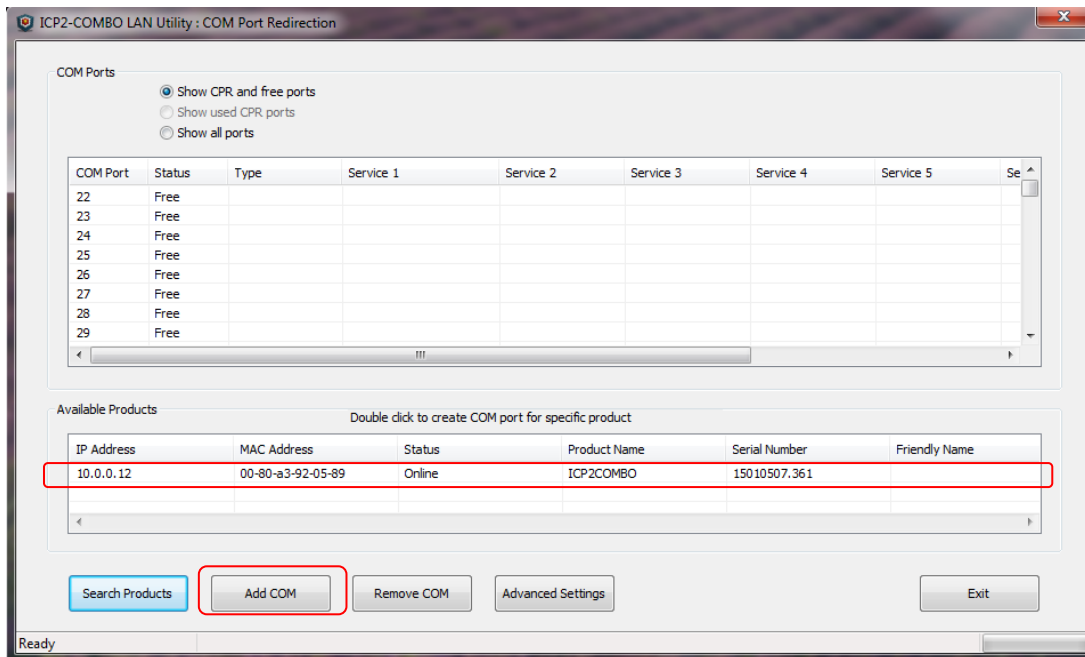 ICP2-COMBO LAN Utility : COM Port Redirection
COM Ports
Show CPR and free ports
Show used CPR ports
Show all ports
COM Port Status Type Service 1 Service 2 Service 3 Service 4 Service 5 Se
22 Free
23 Free
24 Free
25 Free
26 Free
27 Free
28 Free
29 Free
Available Products
Double click to create COM port for specific product
IP Address MAC Address Status Product Name Serial Number Friendly Name
10.0.0.12 00-80-a3-92-05-89 Online ICP2COMBO 15010507.361
Search Products Add COM Remove COM Advanced Settings Exit
Ready